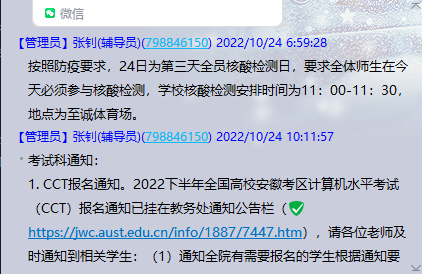 微信
【管理员】张钊(辅导员)(798846150) 2022/10/24 6:59:28
按照防疫要求，24日为第三天全员核酸检测日，要求全体师生在今
天必须参与核酸检测，学校核酸检测安排时间为11：00-11：30，
地点为至诚体育场。
【管理员】张钊(辅导员)(798846150) 2022/10/24 10:11:57
考试科通知：
1. CCT报名通知。2022下半年全国高校安徽考区计算机水平考试
（CCT）报名通知已挂在教务处通知公告栏（
https://jwc.aust.edu.cn/info/1887/7447.htm），请各位老师及
时通知到相关学生：（1）通知全院有需要报名的学生根据通知要